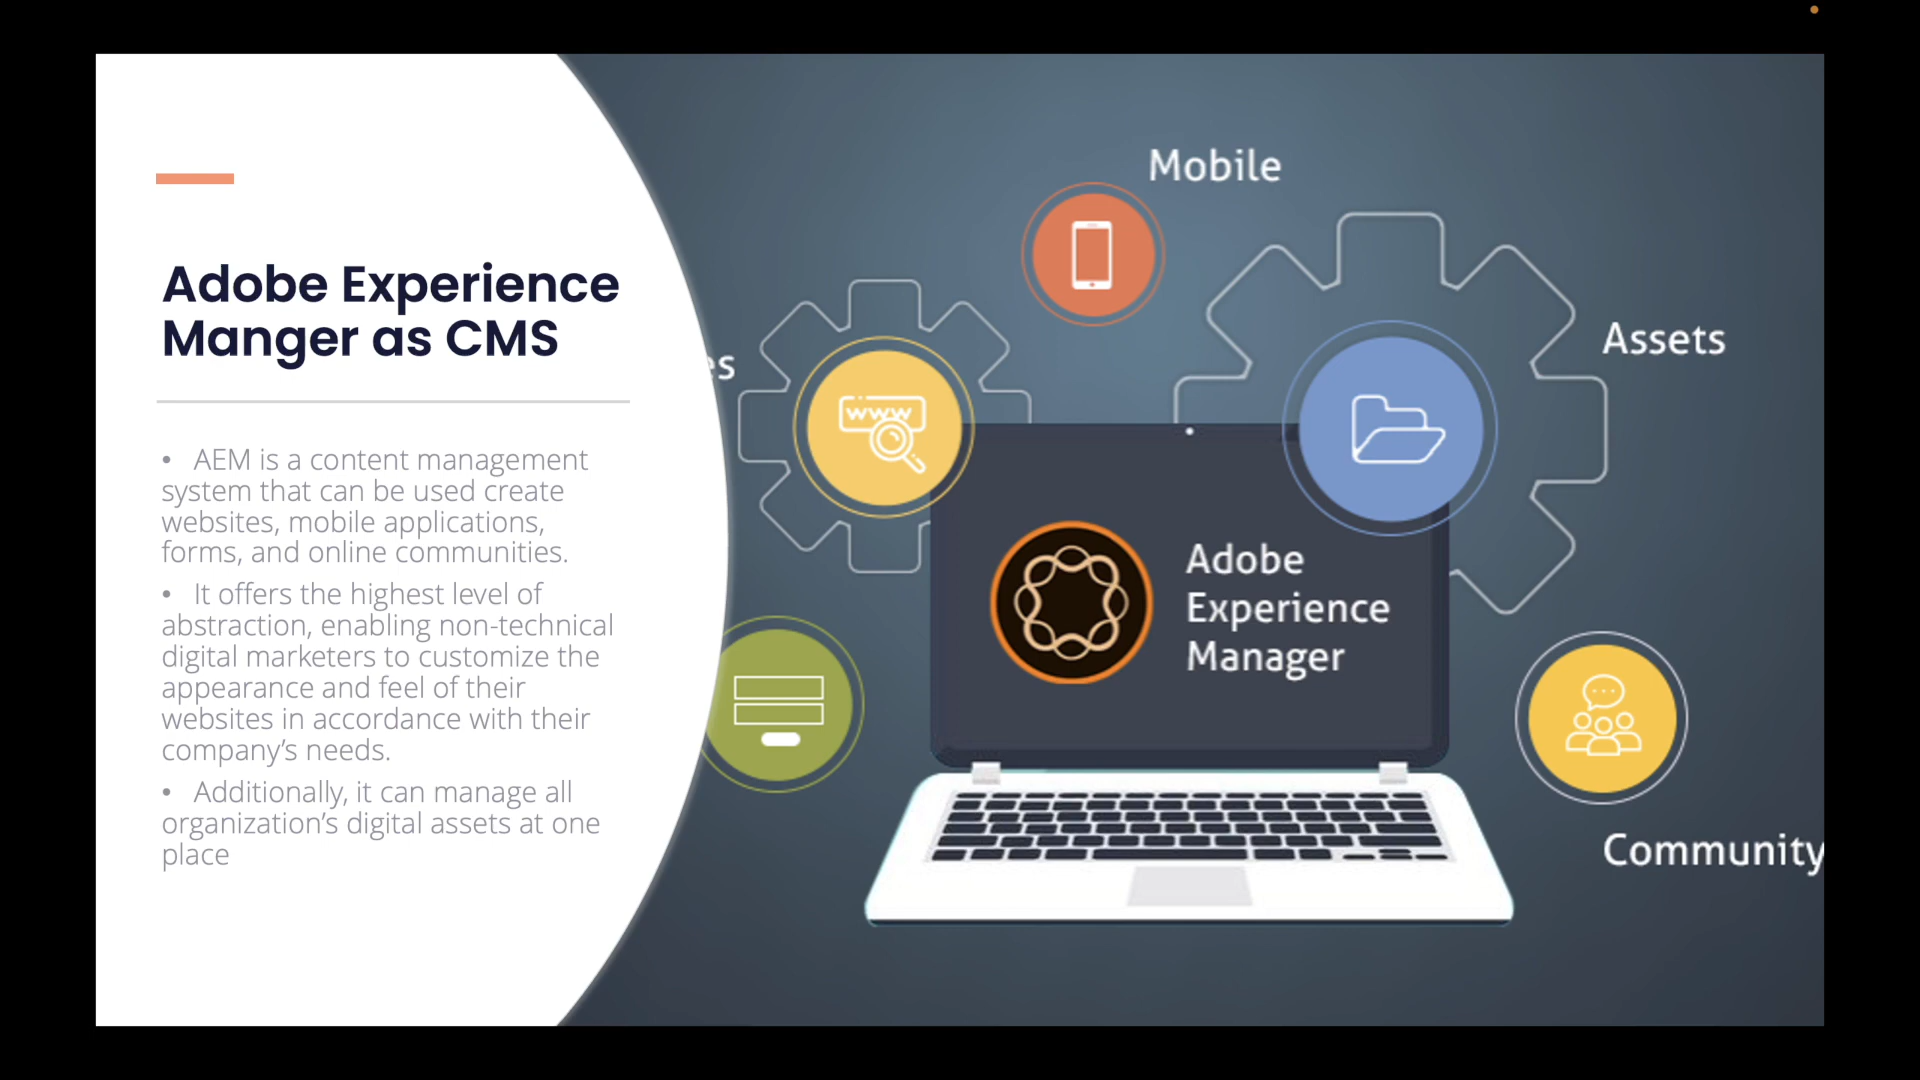 Adobe Experience
Manger as CMS
• AEM is a content management
system that can be used create
websites, mobile applications,
forms, and online communities.
• It offers the highest level of
abstraction, enabling non-technical
digital marketers to customize the
appearance and feel of their
websites in accordance with their
company's needs.
• Additionally, it can manage all
organization's digital assets at one
place
Mobile
Assets
es
www
Adobe
Experience
Manager
Community